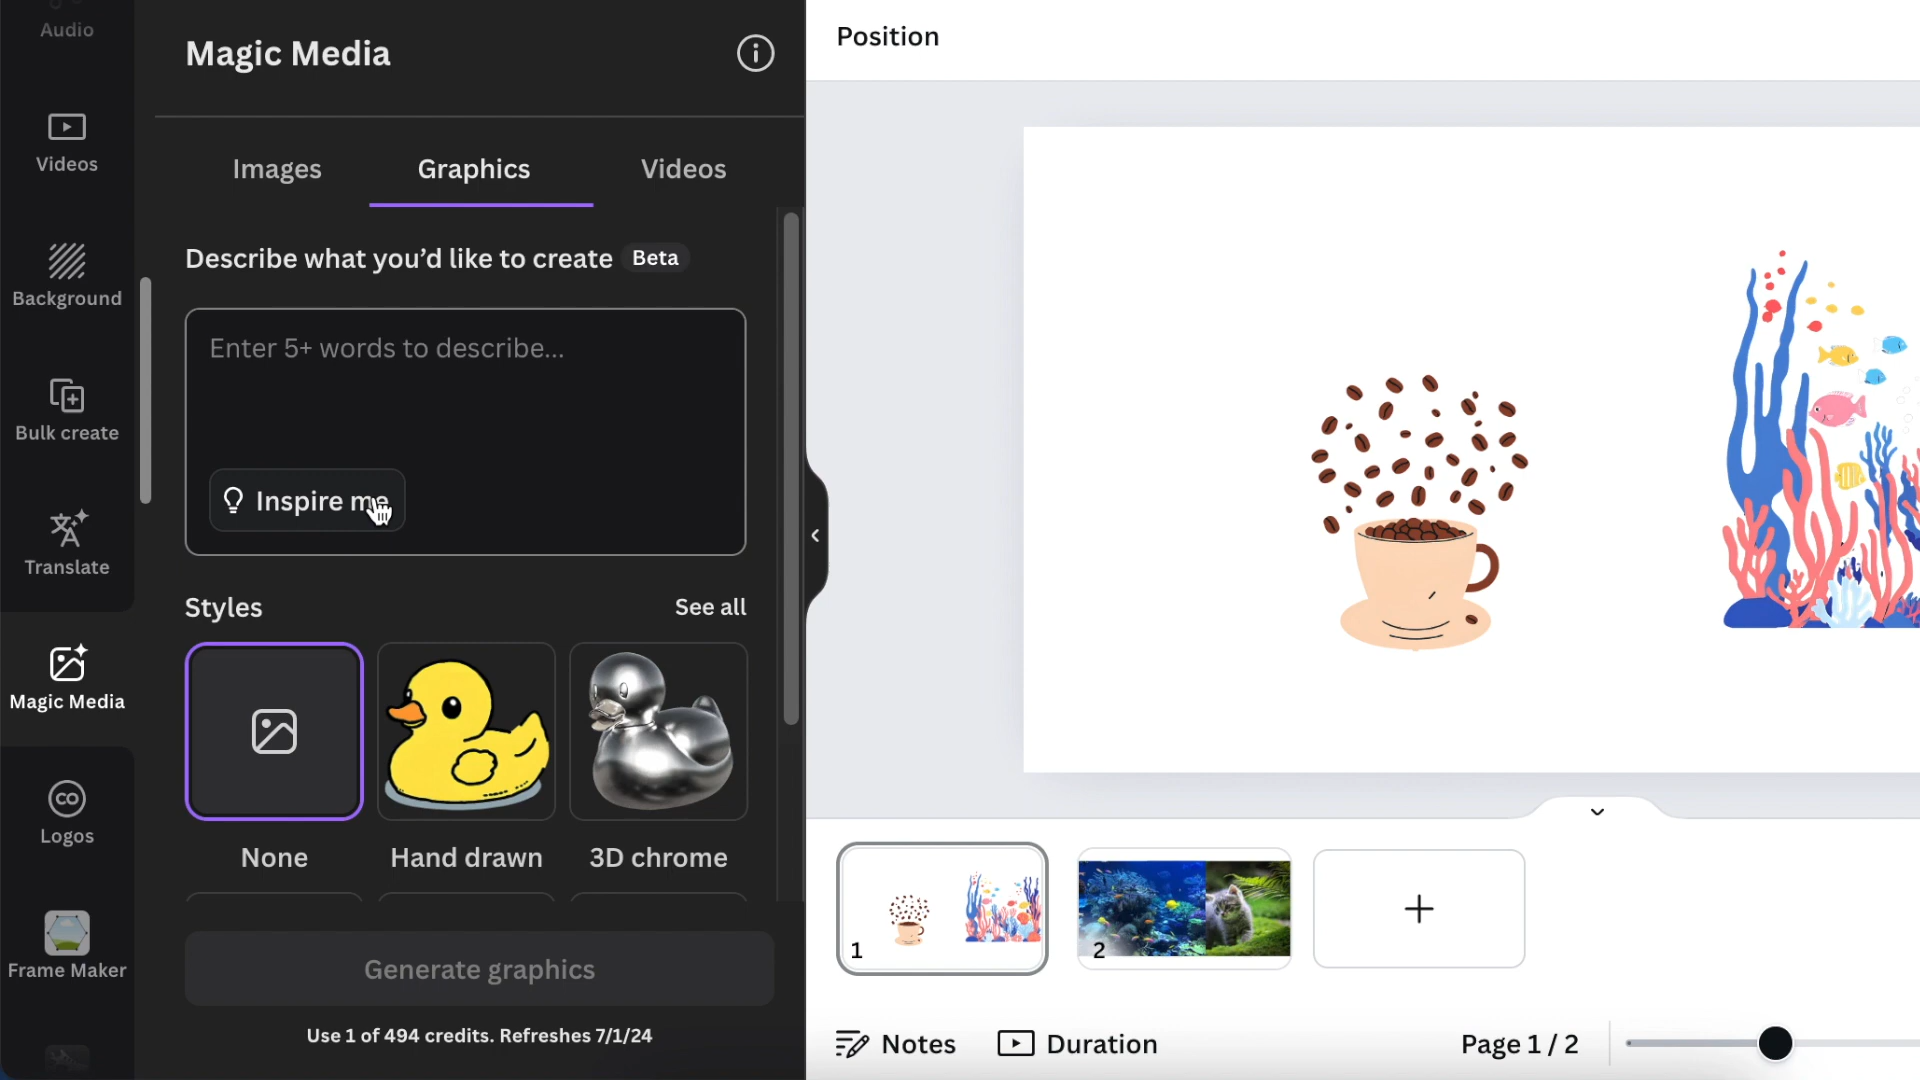 Audio
Videos
Background
Bulk create
Translate
Magic Media
Logos
CO
Frame Maker
Magic Media
Images
Graphics
Videos
Describe what you’d like to create
Beta
Enter 5+ words to describe...
Inspire me
Styles
See all
None
Hand drawn
3D chrome
Generate graphics
Use 1 of 494 credits. Refreshes 7/1/24
Position
1
2
Notes
Duration
Page 1 / 2